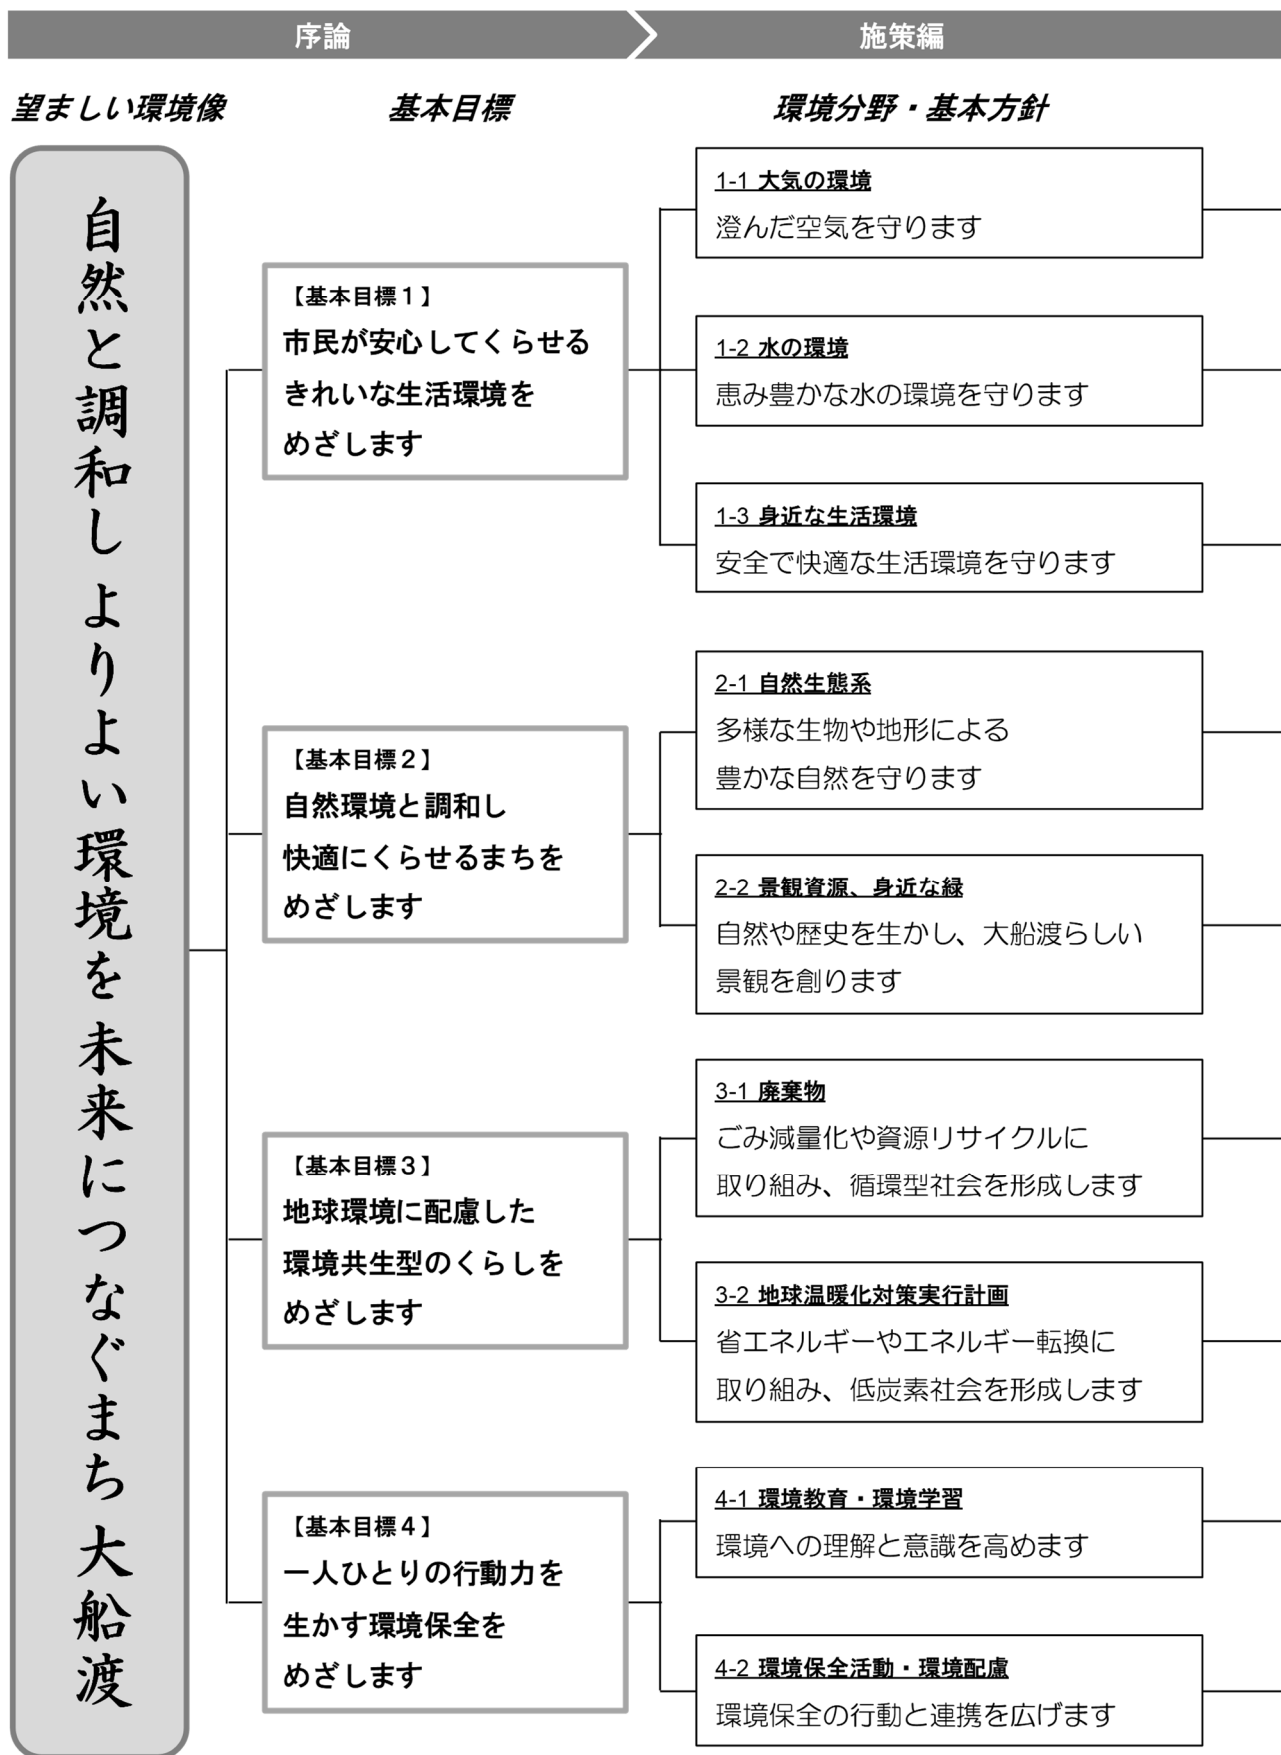 序論
施策編
望ましい環境像
基本目標
環境分野・基本方針
自然と調和しよりよい環境を未来につなぐまち大船渡
【基本目標１】
市民が安心してくらせる
きれいな生活環境を
めざします
1-1 大気の環境
澄んだ空気を守ります
1-2 水の環境
恵み豊かな水の環境を守ります
1-3 身近な生活環境
安全で快適な生活環境を守ります
【基本目標２】
自然環境と調和し
快適にくらせるまちを
めざします
2-1 自然生態系
多様な生物や地形による
豊かな自然を守ります
2-2 景観資源、身近な緑
自然や歴史を生かし、大船渡らしい
景観を創ります
【基本目標３】
地球環境に配慮した
環境共生型のくらしを
めざします
3-1 廃棄物
ごみ減量化や資源リサイクルに
取り組み、循環型社会を形成します
3-2 地球温暖化対策実行計画
省エネルギーやエネルギー転換に
取り組み、低炭素社会を形成します
【基本目標４】
一人ひとりの行動力を
生かす環境保全を
めざします
4-1 環境教育・環境学習
環境への理解と意識を高めます
4-2 環境保全活動・環境配慮
環境保全の行動と連携を広げます